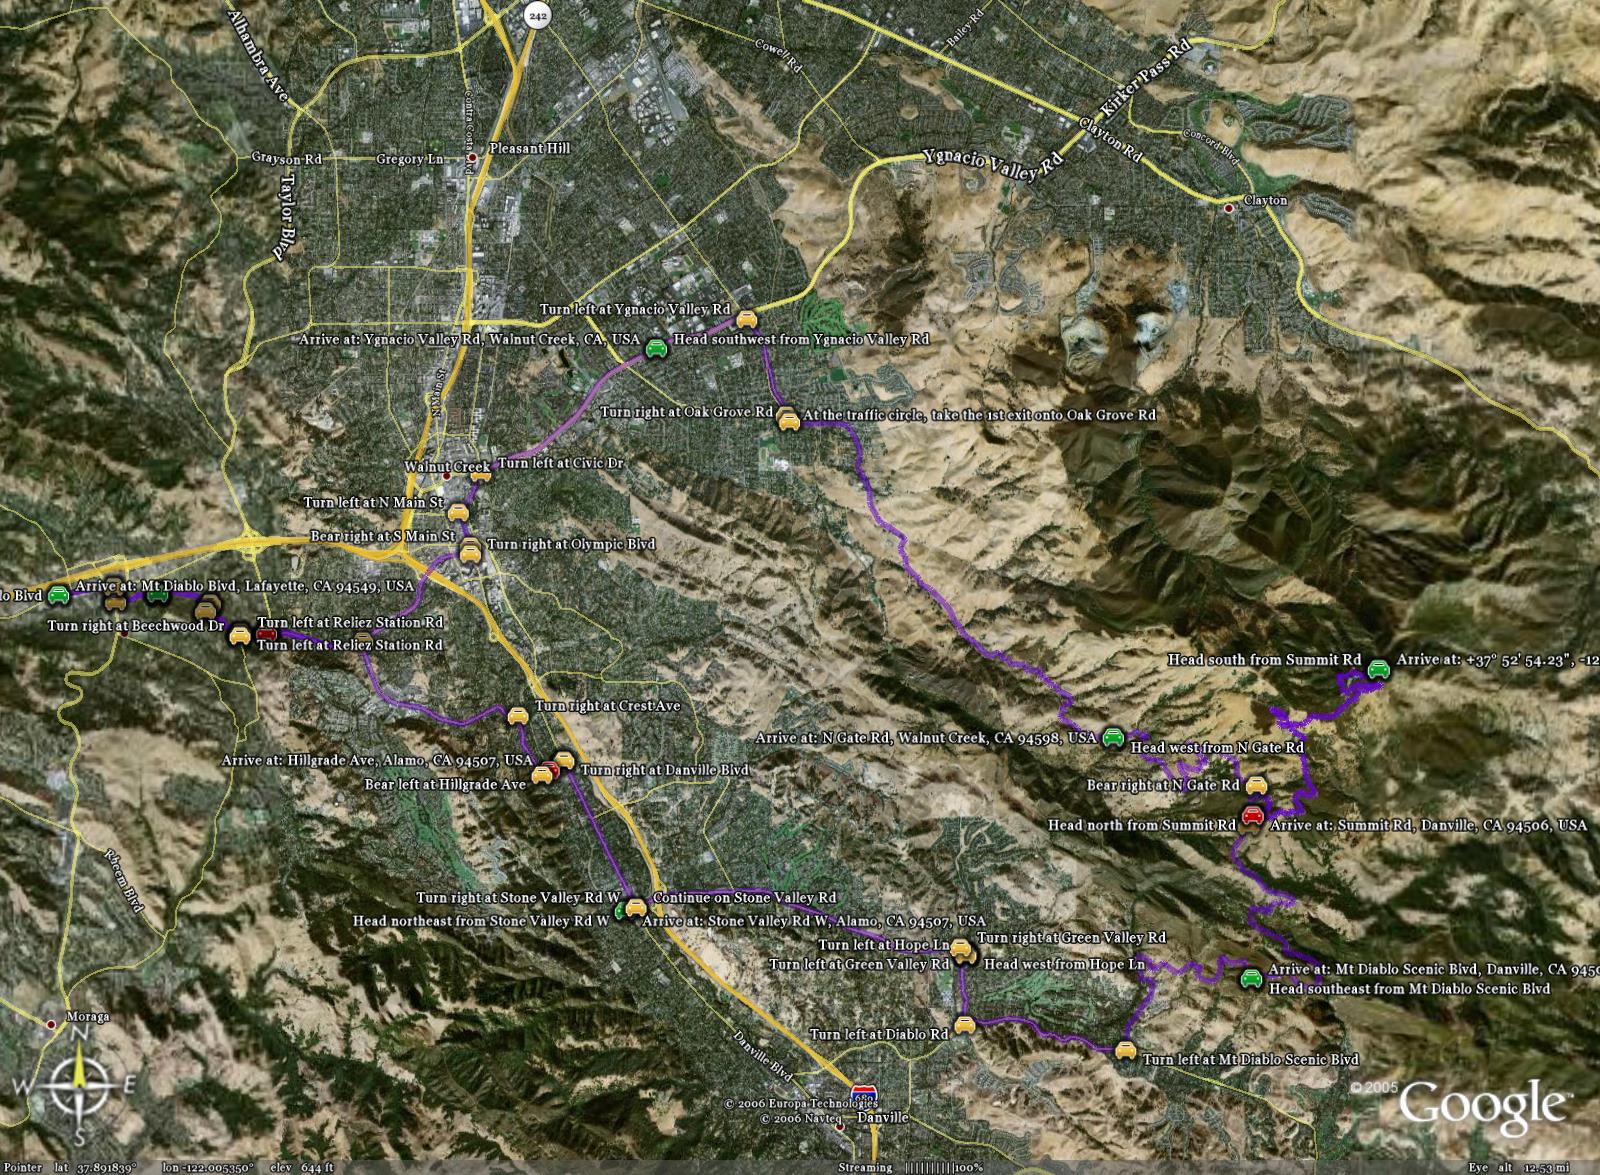 242
Alhambra Ave
Cowell Rd
Bailey Rd
Kirker Pass Rd
Contra Costa Blvd
Clayton Rd
Concord Blvd
Grayson Rd
Gregory Ln
Pleasant Hill
Ygnacio Valley Rd
Taylor Blvd
Clayton
Turn left at Ygnacio Valley Rd
Arrive at: Ygnacio Valley Rd, Walnut Creek, CA, USA
Head southwest from Ygnacio Valley Rd
N Main St
Turn right at Oak Grove Rd
At the traffic circle, take the 1st exit onto Oak Grove Rd
Walnut Creek
Turn left at Civic Dr
Turn left at N Main St
Bear right at S Main St
Turn right at Olympic Blvd
lo Blvd
Arrive at: Mt Diablo Blvd, Lafayette, CA 94549, USA
Turn right at Beechwood Dr
Turn left at Reliez Station Rd
Turn left at Reliez Station Rd
Head south from Summit Rd
Arrive at: +37° 52' 54.23", -12
Turn right at Crest Ave
Arrive at: N Gate Rd, Walnut Creek, CA 94598, USA
Head west from N Gate Rd
Arrive at: Hillgrade Ave, Alamo, CA 94507, USA
Turn right at Danville Blvd
Bear left at Hillgrade Ave
Bear right at N Gate Rd
Head north from Summit Rd
Arrive at: Summit Rd, Danville, CA 94506, USA
Rheem Blvd
Turn right at Stone Valley Rd W
Continue on Stone Valley Rd
Head northeast from Stone Valley Rd W
Arrive at: Stone Valley Rd W, Alamo, CA 94507, USA
Turn left at Hope Ln
Turn right at Green Valley Rd
Turn left at Green Valley Rd
Head west from Hope Ln
Arrive at: Mt Diablo Scenic Blvd, Danville, CA 945
Head southeast from Mt Diablo Scenic Blvd
Moraga
Turn left at Diablo Rd
Danville Blvd
Turn left at Mt Diablo Scenic Blvd
N
W
E
S
680
© 2005
Google
© 2006 Europa Technologies
© 2006 Navteq
Danville
Pointer lat 37.891839° lon -122.005350° elev 644 ft
Streaming ||||||||| 100%
Eye alt 12.53 mi